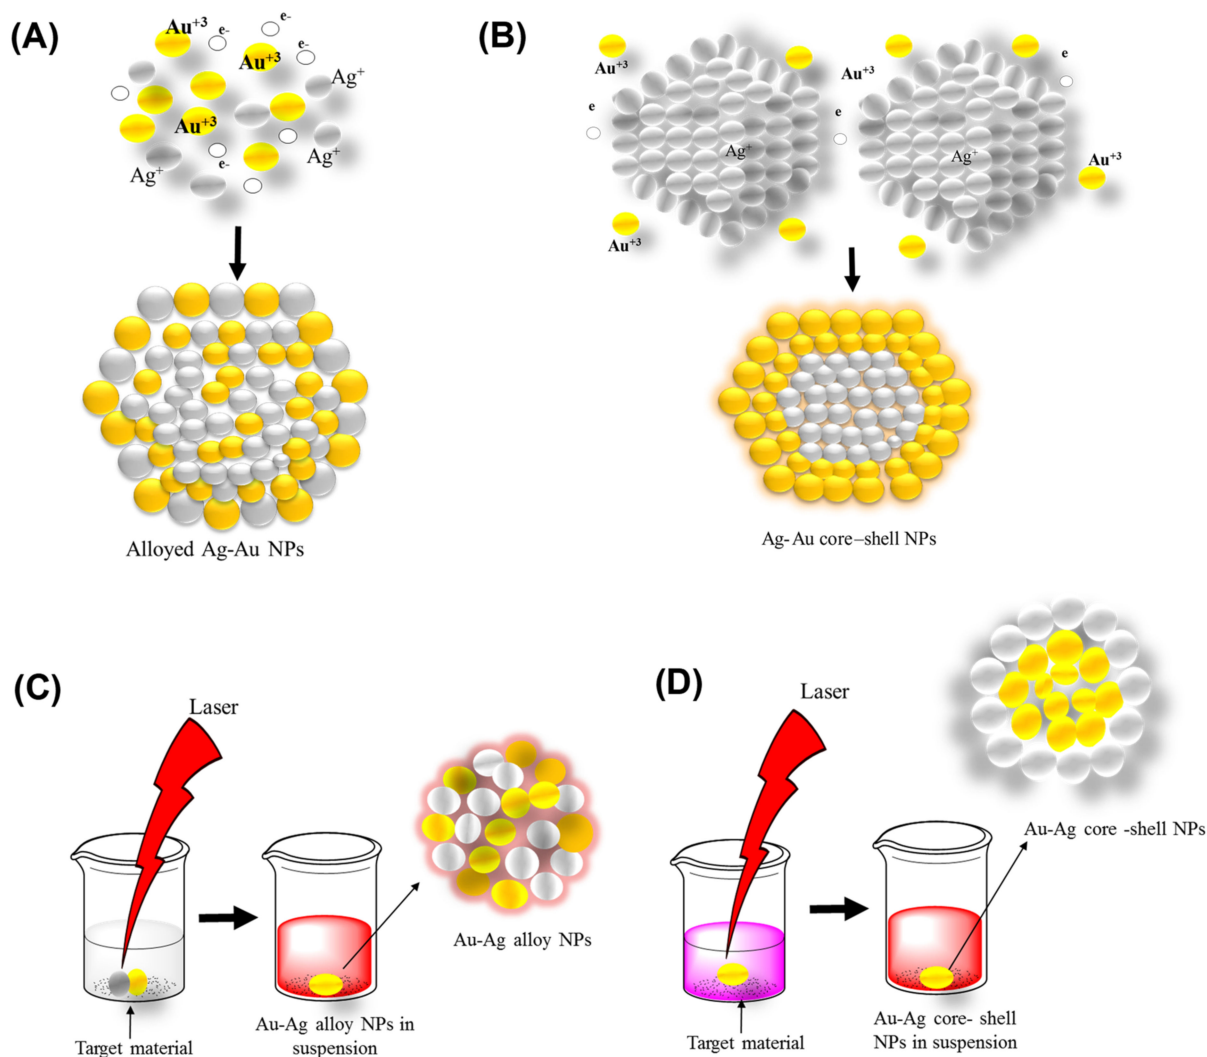 (A)
Au+3
e-
e-
Au+3
e-
Ag+
Au+3
Ag+
e-
Ag+
Alloyed Ag-Au NPs
(B)
Au+3
Au+3
e
e
e
Ag+
Ag+
Au+3
Au+3
Ag- Au core–shell NPs
(C)
Laser
Au-Ag alloy NPs
Target material
Au-Ag alloy NPs in
suspension
(D)
Laser
Au-Ag core -shell NPs
Target material
Au-Ag core- shell
NPs in suspension